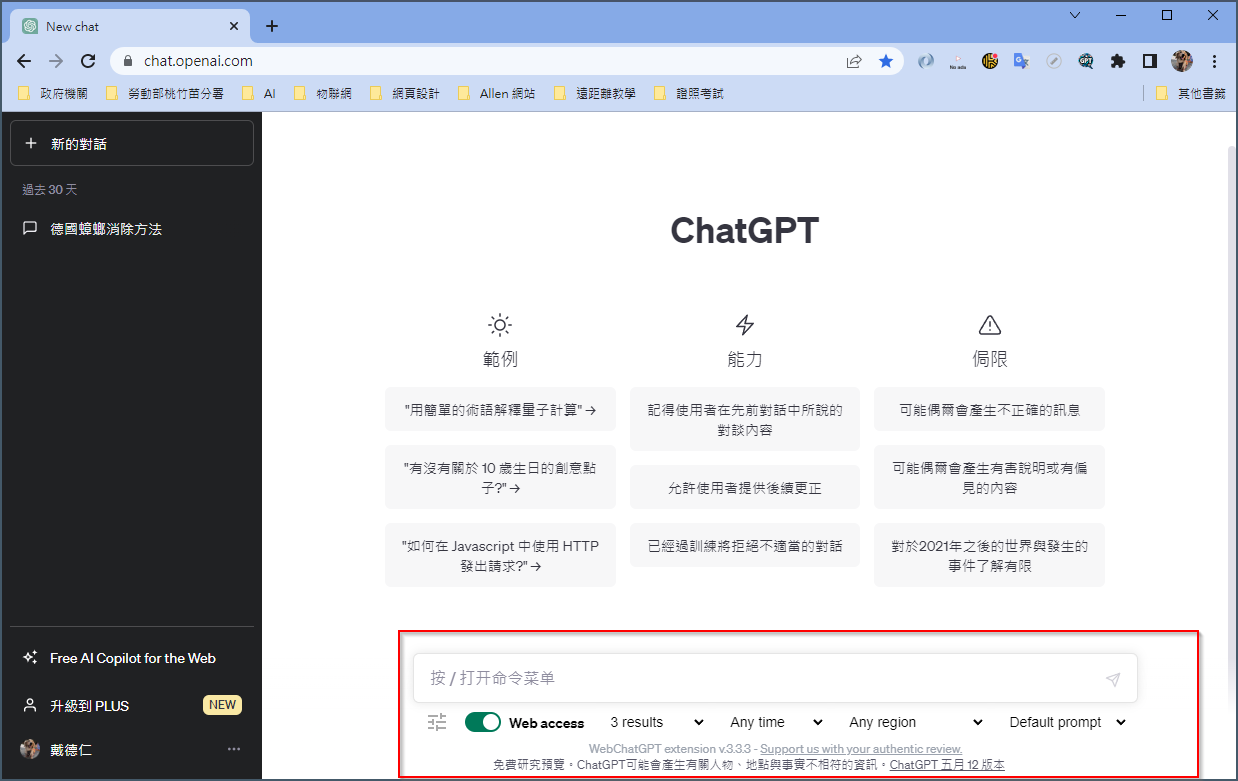 New chat
chat.openai.com
政府機關 勞動部桃竹苗分署 AI 物聯網 網頁設計 Allen 網站 遠距離教學 證照考試 其他書籤
新的對話
過去 30 天
德國蟑螂消除方法
Free AI Copilot for the Web
升級到 PLUS NEW
戴德仁
ChatGPT
範例
"用簡單的術語解釋量子計算" →
"有沒有關於 10 歲生日的創意點
子?" →
"如何在 Javascript 中使用 HTTP
發出請求?" →
能力
記得使用者在先前對話中所說的
對談內容
允許使用者提供後續更正
已經過訓練將拒絕不適當的對話
侷限
可能偶爾會產生不正確的訊息
可能偶爾會產生有害說明或有偏
見的內容
對於2021年之後的世界與發生的
事件了解有限
按 / 打开命令菜单
Web access 3 results Any time Any region Default prompt
WebChatGPT extension v.3.3.3 - Support us with your authentic review.
免費研究預覽。ChatGPT可能會產生有關人物、地點與事實不相符的資訊。ChatGPT 五月 12 版本